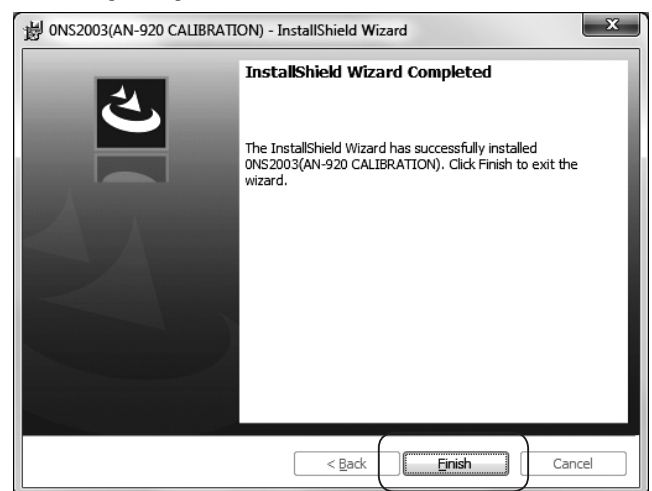 0NS2003(AN-920 CALIBRATION) - InstallShield Wizard
InstallShield Wizard Completed
The InstallShield Wizard has successfully installed
0NS2003(AN-920 CALIBRATION). Click Finish to exit the
wizard.
< Back
Finish
Cancel